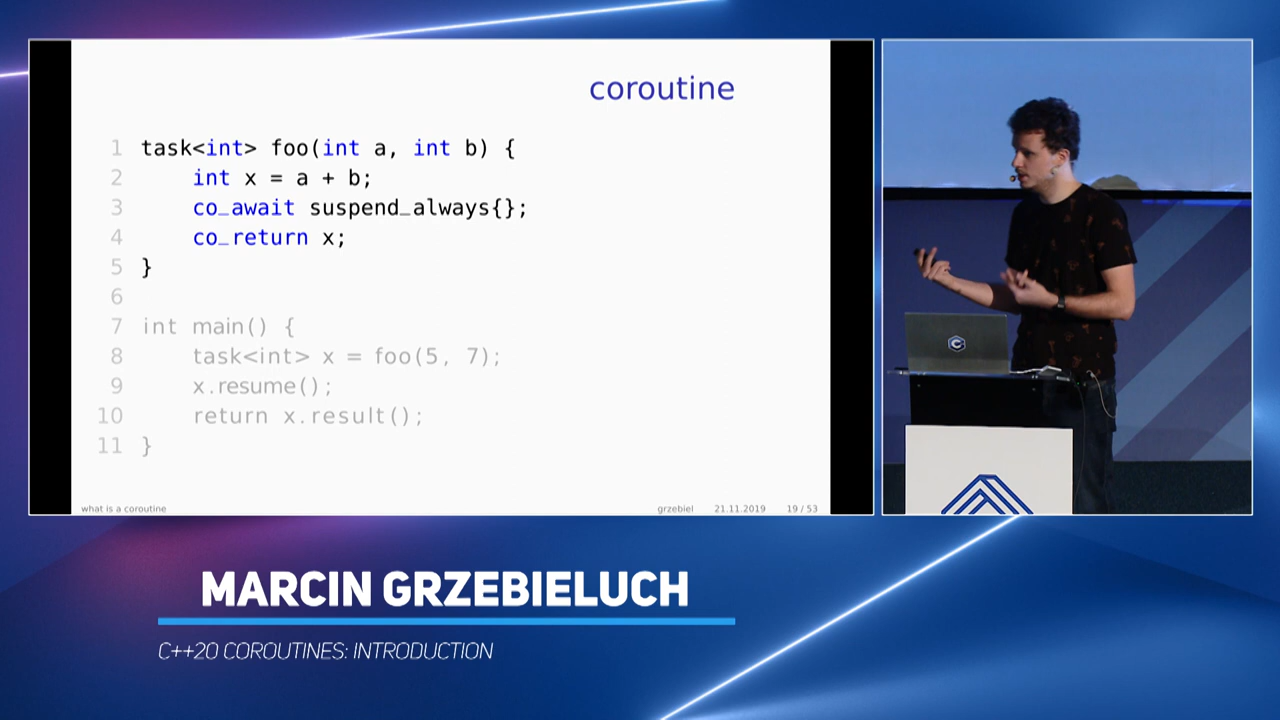 coroutine
1 task<int> foo(int a, int b) {
2 int x = a + b;
3 co_await suspend_always{};
4 co_return x;
5 }
6
7 int main() {
8 task<int> x = foo(5, 7);
9 x.resume();
10 return x.result();
11 }
what is a coroutine grzebiel 21.11.2019 19 / 53
C
MARCIN GRZEBIELUCH
C++20 COROUTINES: INTRODUCTION